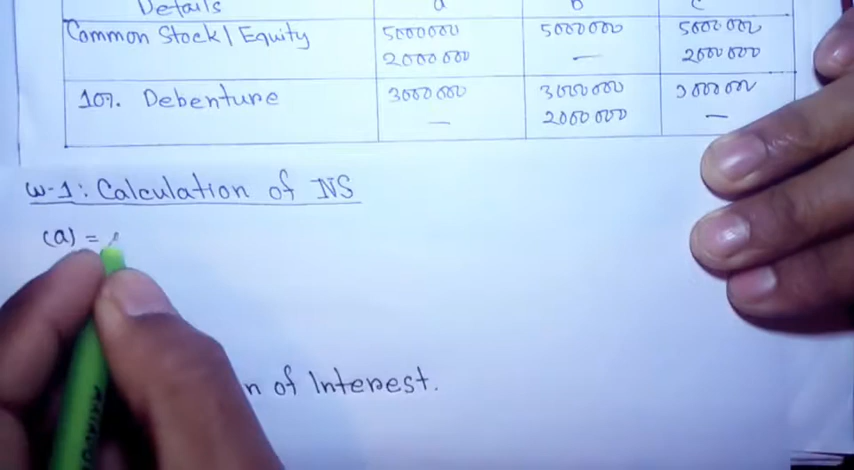 Details a b c
Common Stock / Equity 5000000 5000000 5000000
2000000 — 2000000
10%. Debenture 3000000 3000000 3000000
— 2000000 —
W-1: Calculation of NS
(a) =
n of Interest.